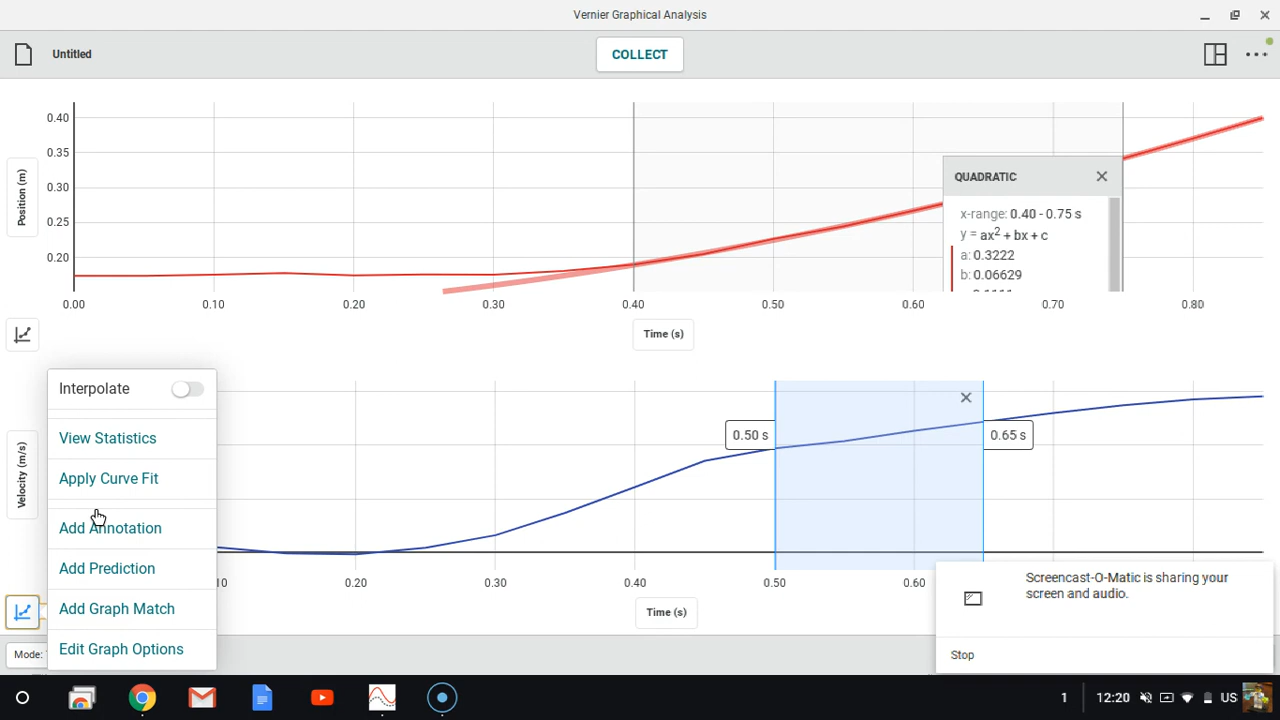 Vernier Graphical Analysis
Untitled
COLLECT
0.40
0.35
0.30
0.25
0.20
Position (m)
QUADRATIC
x-range: 0.40 - 0.75 s
y = ax² + bx + c
a: 0.3222
b: 0.06629
0.00 0.10 0.20 0.30 0.40 0.50 0.60 0.70 0.80
Time (s)
Interpolate
View Statistics
Apply Curve Fit
Add Annotation
Add Prediction
Add Graph Match
Edit Graph Options
Velocity (m/s)
0.50 s
0.65 s
10 0.20 0.30 0.40 0.50 0.60
Time (s)
Mode:
Screencast-O-Matic is sharing your
screen and audio.
Stop
1
12:20
US